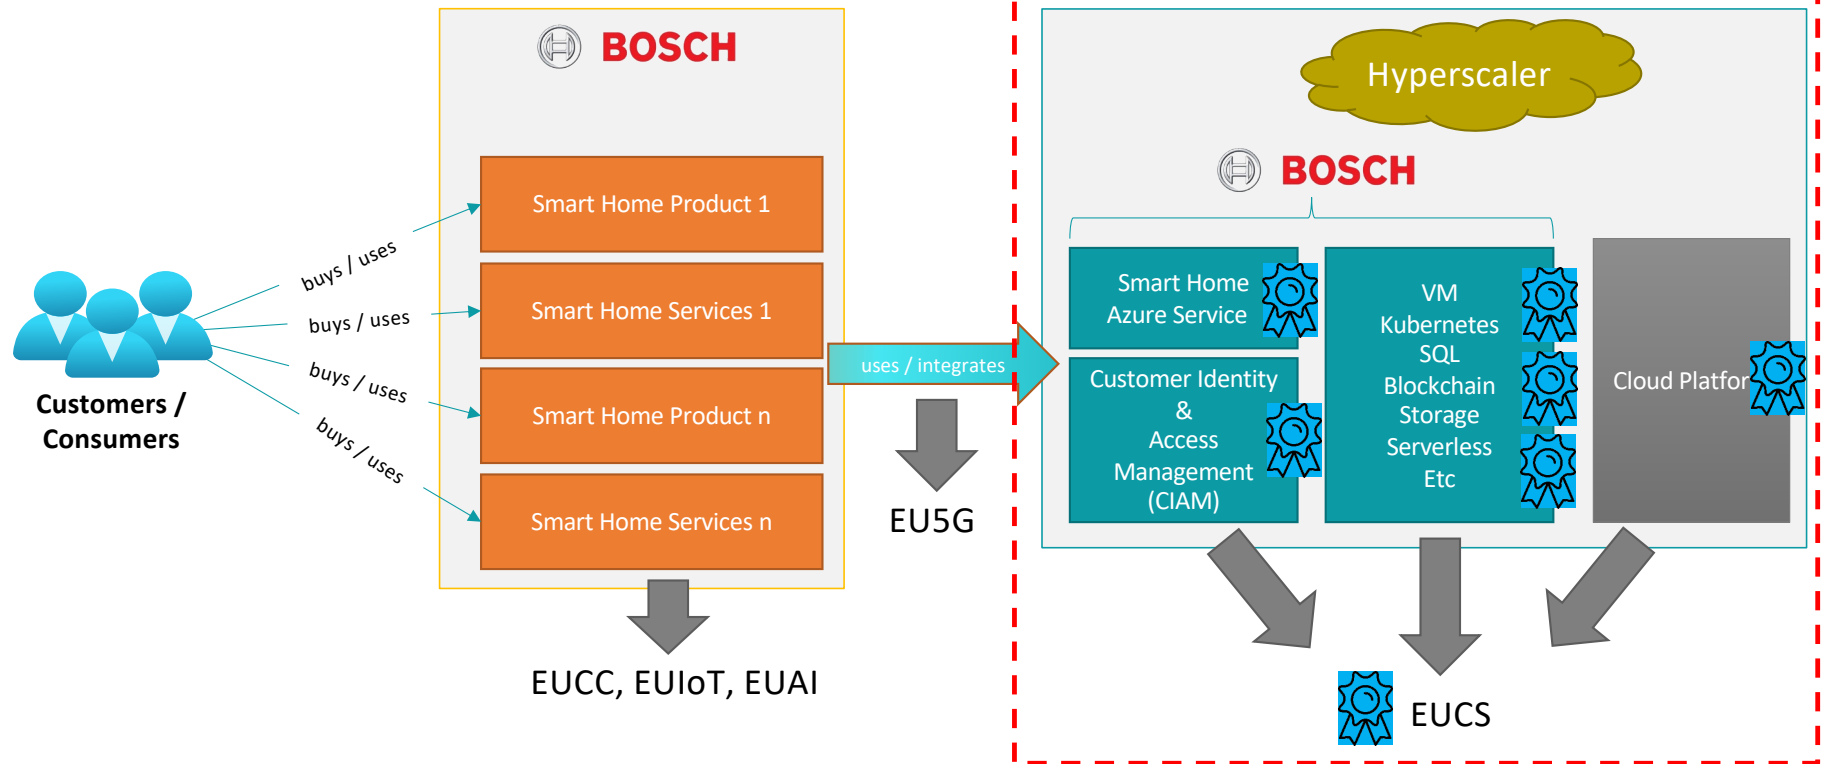 BOSCH
Smart Home Product 1
Smart Home Services 1
Smart Home Product n
Smart Home Services n
buys / uses
buys / uses
buys / uses
buys / uses
Customers /
Consumers
EUCC, EUIoT, EUAI
uses / integrates
EU5G
Hyperscaler
BOSCH
Smart Home
Azure Service
Customer Identity
&
Access
Management
(CIAM)
VM
Kubernetes
SQL
Blockchain
Storage
Serverless
Etc
Cloud Platfor
EUCS